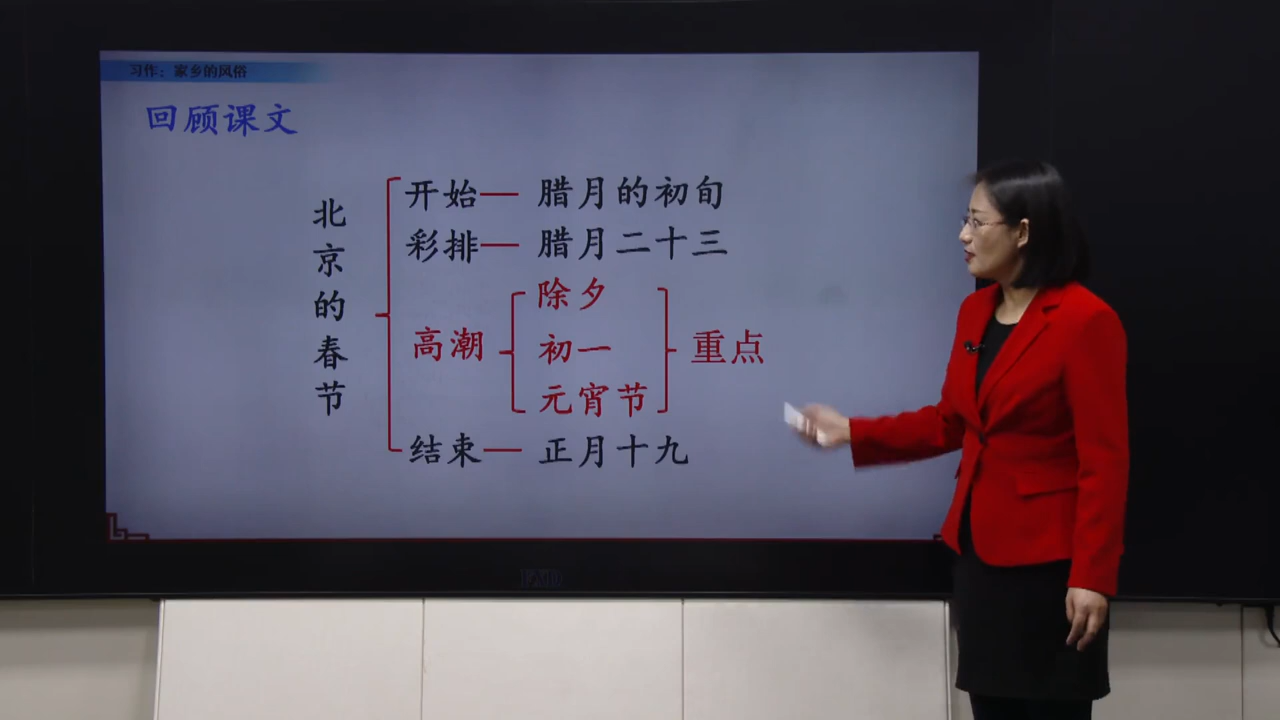 习作：家乡的风俗
回顾课文
北京的春节
开始— 腊月的初旬
彩排— 腊月二十三
高潮
除夕
初一
元宵节
重点
结束— 正月十九